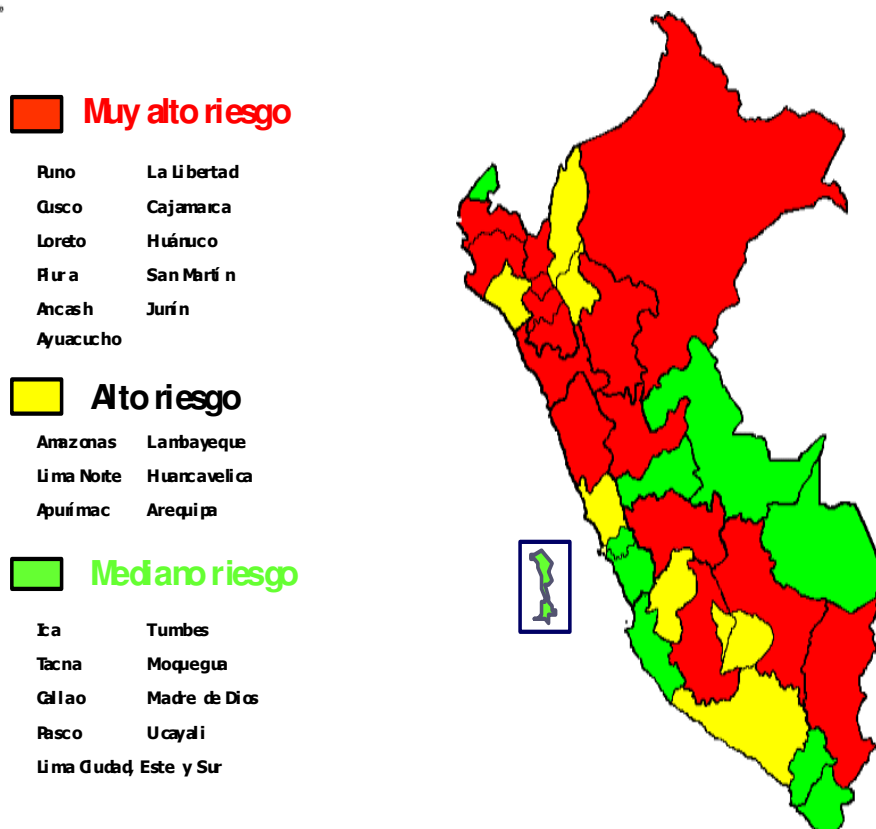 Muy alto riesgo
Puno La Libertad
Cusco Cajamarca
Loreto Huánuco
Piura San Martín
Ancash Junín
Ayuacucho
Alto riesgo
Amazonas Lambayeque
Lima Norte Huancavelica
Apurímac Arequipa
Mediano riesgo
Ica Tumbes
Tacna Moquegua
Callao Madre de Dios
Pasco Ucayali
Lima Ciudad, Este y Sur